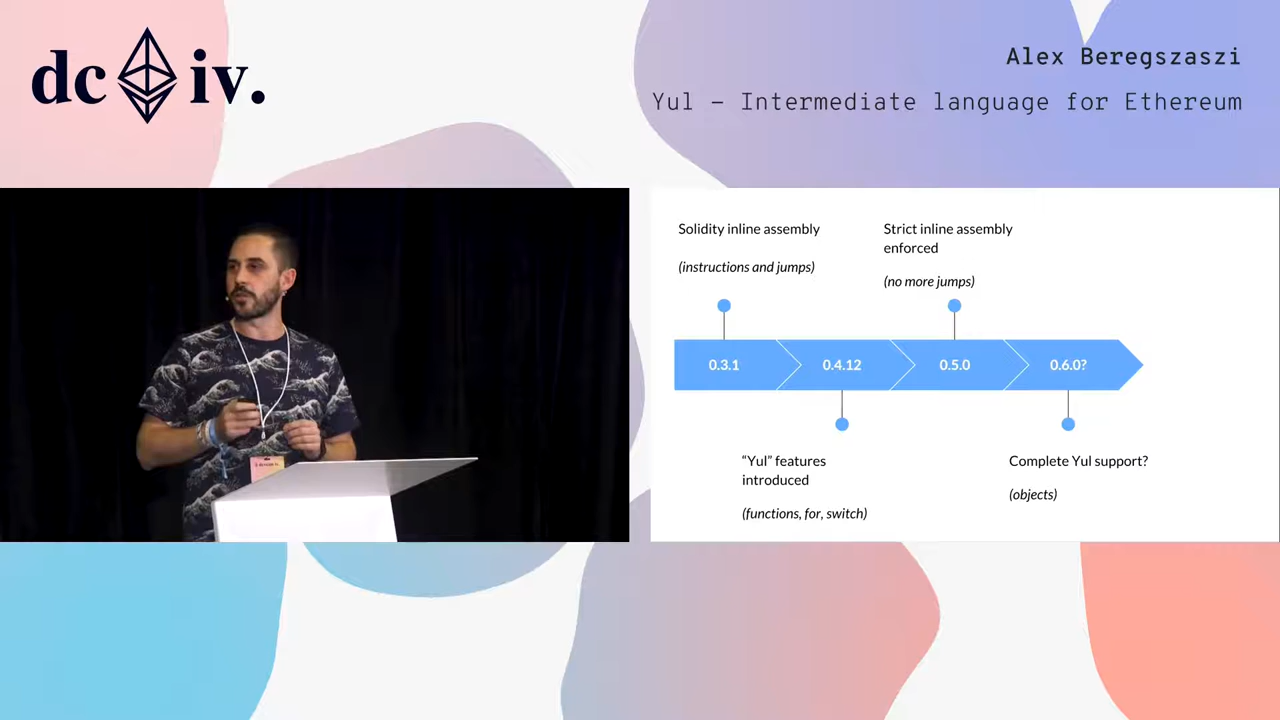 dc iv.
Alex Beregszaszi
Yul - Intermediate language for Ethereum
Solidity inline assembly
(instructions and jumps)
Strict inline assembly
enforced
(no more jumps)
0.3.1
0.4.12
0.5.0
0.6.0?
“Yul” features
introduced
(functions, for, switch)
Complete Yul support?
(objects)